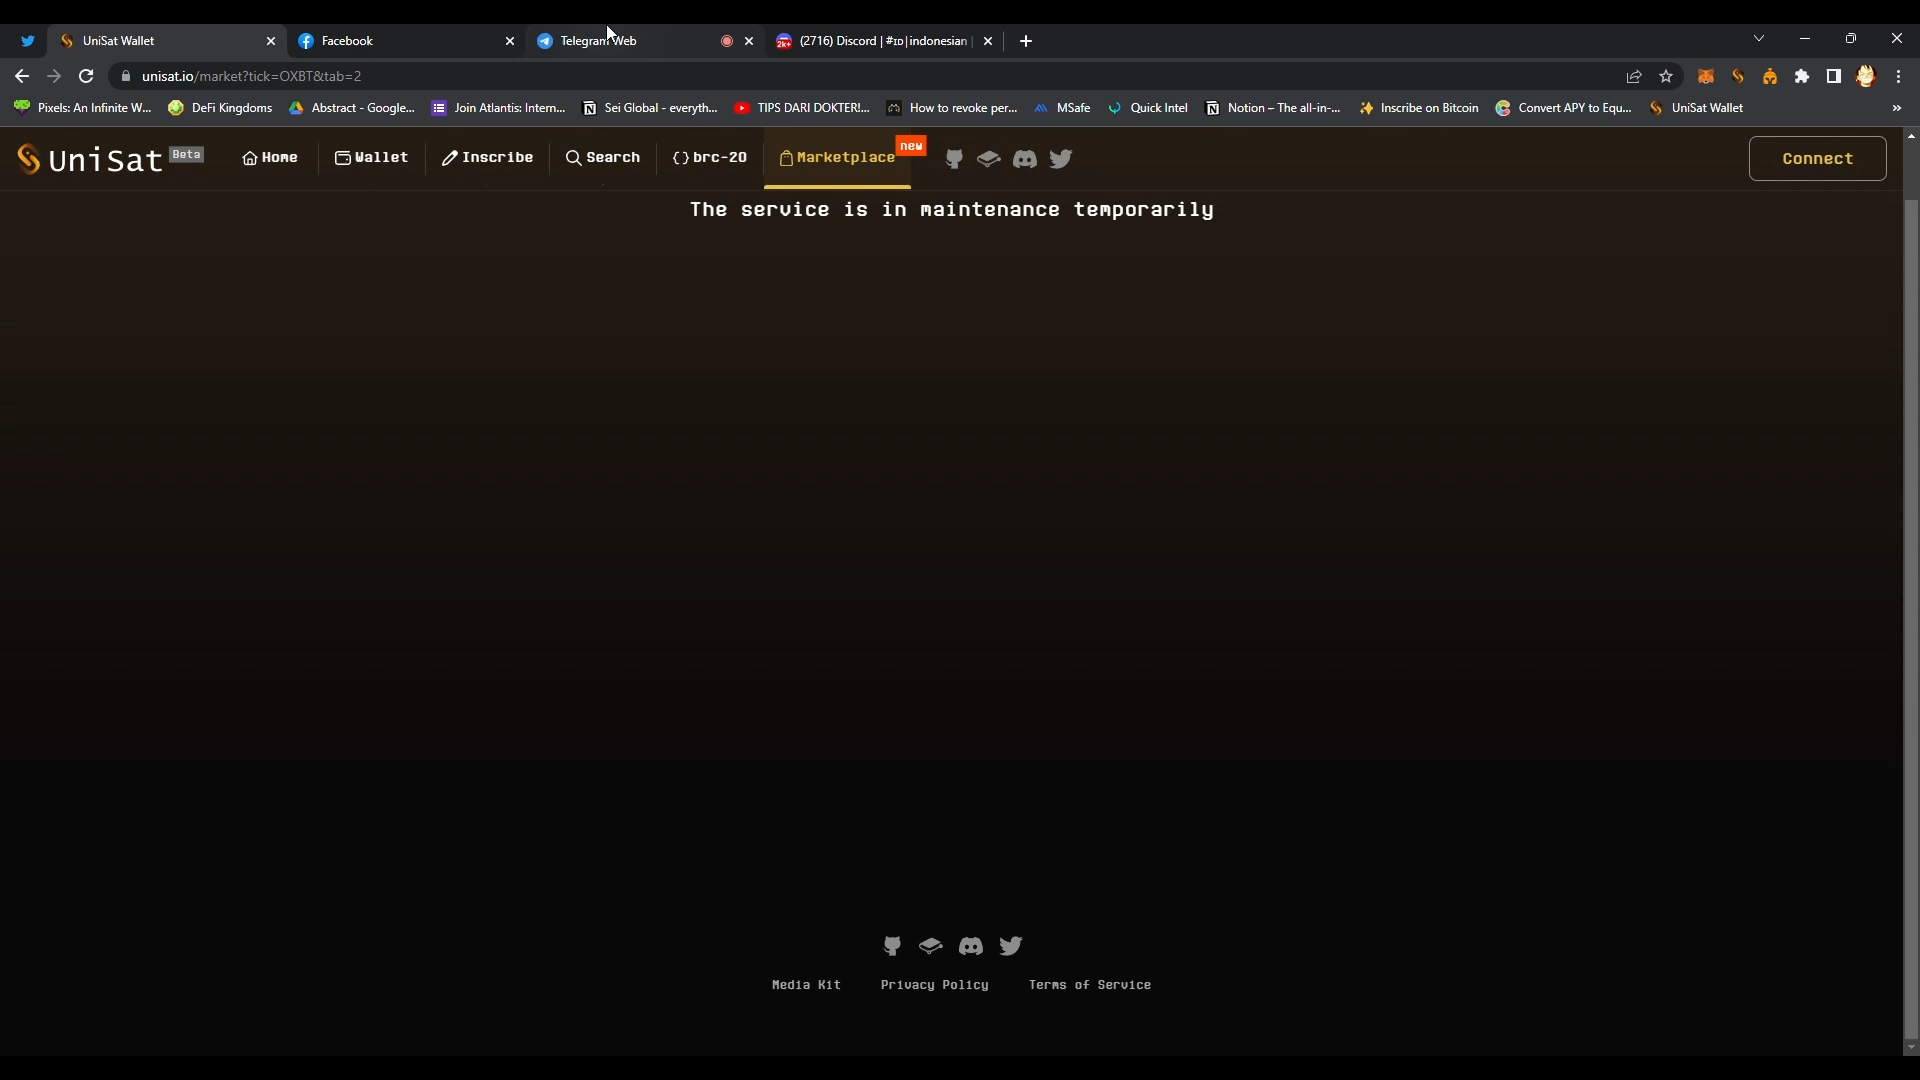 UniSat Wallet
Facebook
Telegram Web
(2716) Discord | #ID|indonesian
unisat.io/market?tick=OXBT&tab=2
Pixels: An Infinite W...
DeFi Kingdoms
Abstract - Google...
Join Atlantis: Intern...
Sei Global - everyth...
TIPS DARI DOKTER!...
How to revoke per...
MSafe
Quick Intel
Notion – The all-in-...
Inscribe on Bitcoin
Convert APY to Equ...
UniSat Wallet
UniSat Beta
Home
Wallet
Inscribe
Search
brc-20
Marketplace
new
Connect
The service is in maintenance temporarily
Media Kit
Privacy Policy
Terms of Service